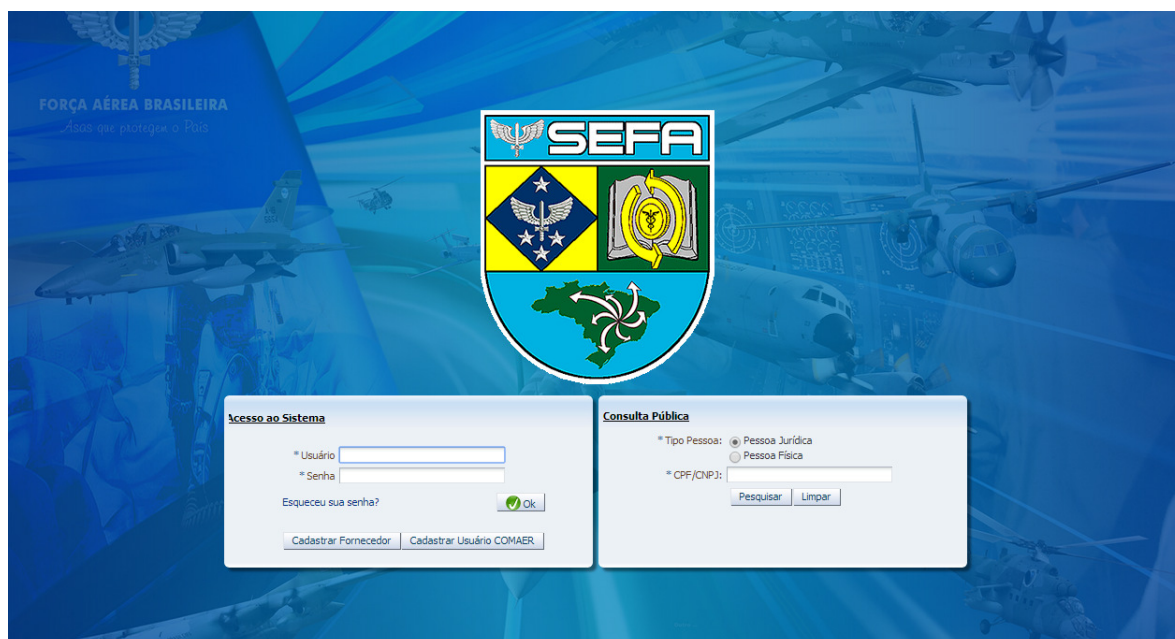 FORÇA AÉREA BRASILEIRA
Asas que protegem o País
SEFA
Acesso ao Sistema
* Usuário
* Senha
Esqueceu sua senha?
Ok
Cadastrar Fornecedor
Cadastrar Usuário COMAER
Consulta Pública
* Tipo Pessoa:
Pessoa Jurídica
Pessoa Física
* CPF/CNPJ:
Pesquisar
Limpar